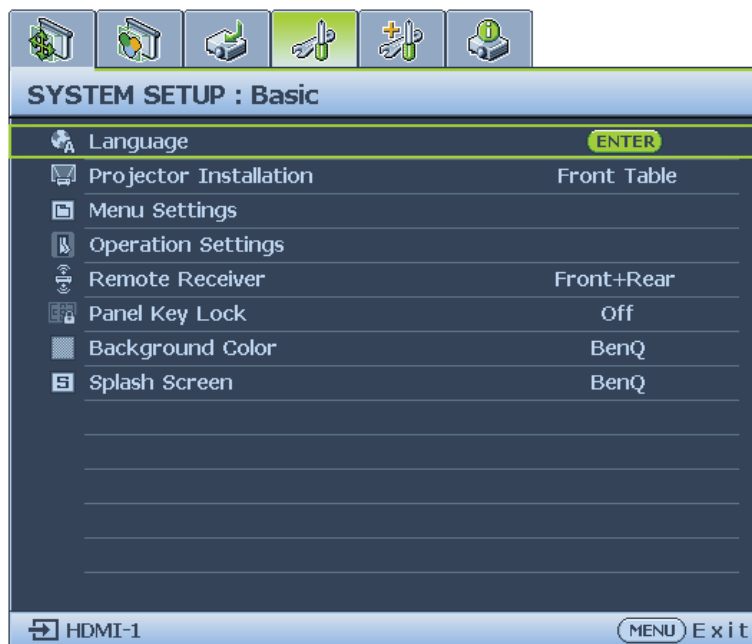 SYSTEM SETUP : Basic
Language ENTER
Projector Installation Front Table
Menu Settings
Operation Settings
Remote Receiver Front+Rear
Panel Key Lock Off
Background Color BenQ
Splash Screen BenQ
HDMI-1 MENU Exit